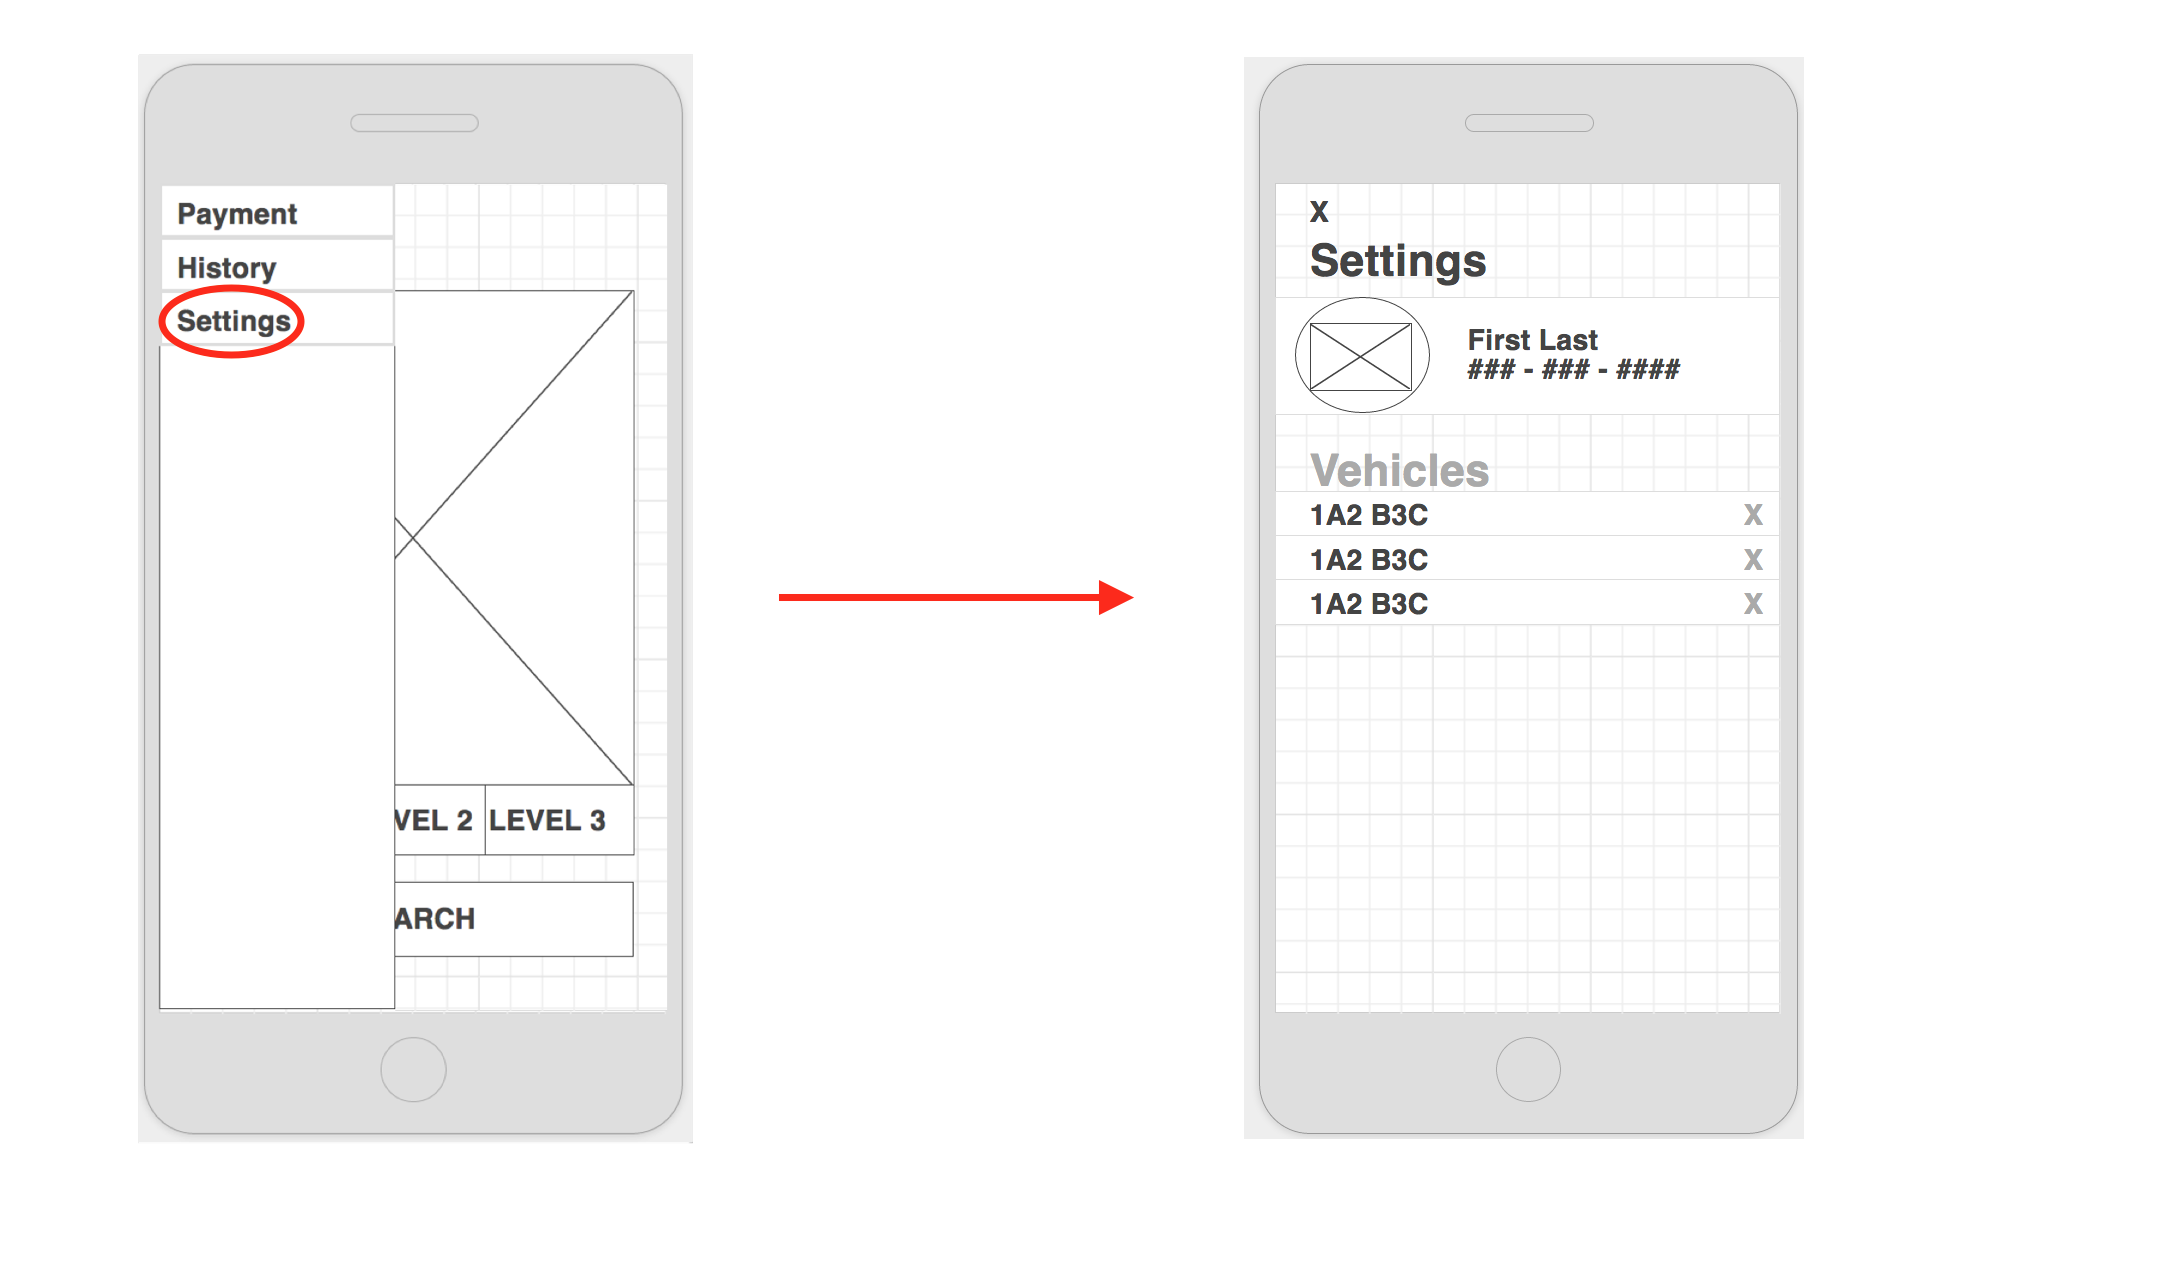 Payment
History
Settings
VEL 2
LEVEL 3
ARCH
X
Settings
First Last
### - ### - ####
Vehicles
1A2 B3C X
1A2 B3C X
1A2 B3C X